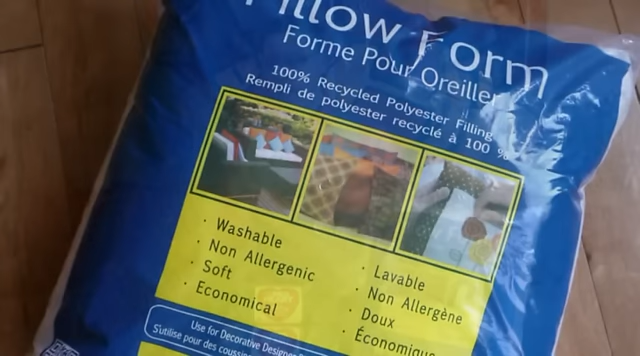 Pillow Form
Forme Pour Oreiller
100% Recycled Polyester Filling
Rempli de polyester recyclé à 100 %
· Washable
· Non Allergenic
· Soft
· Economical
· Lavable
· Non Allergène
· Doux
· Économique
Use for Decorative Designer
S'utilise pour des